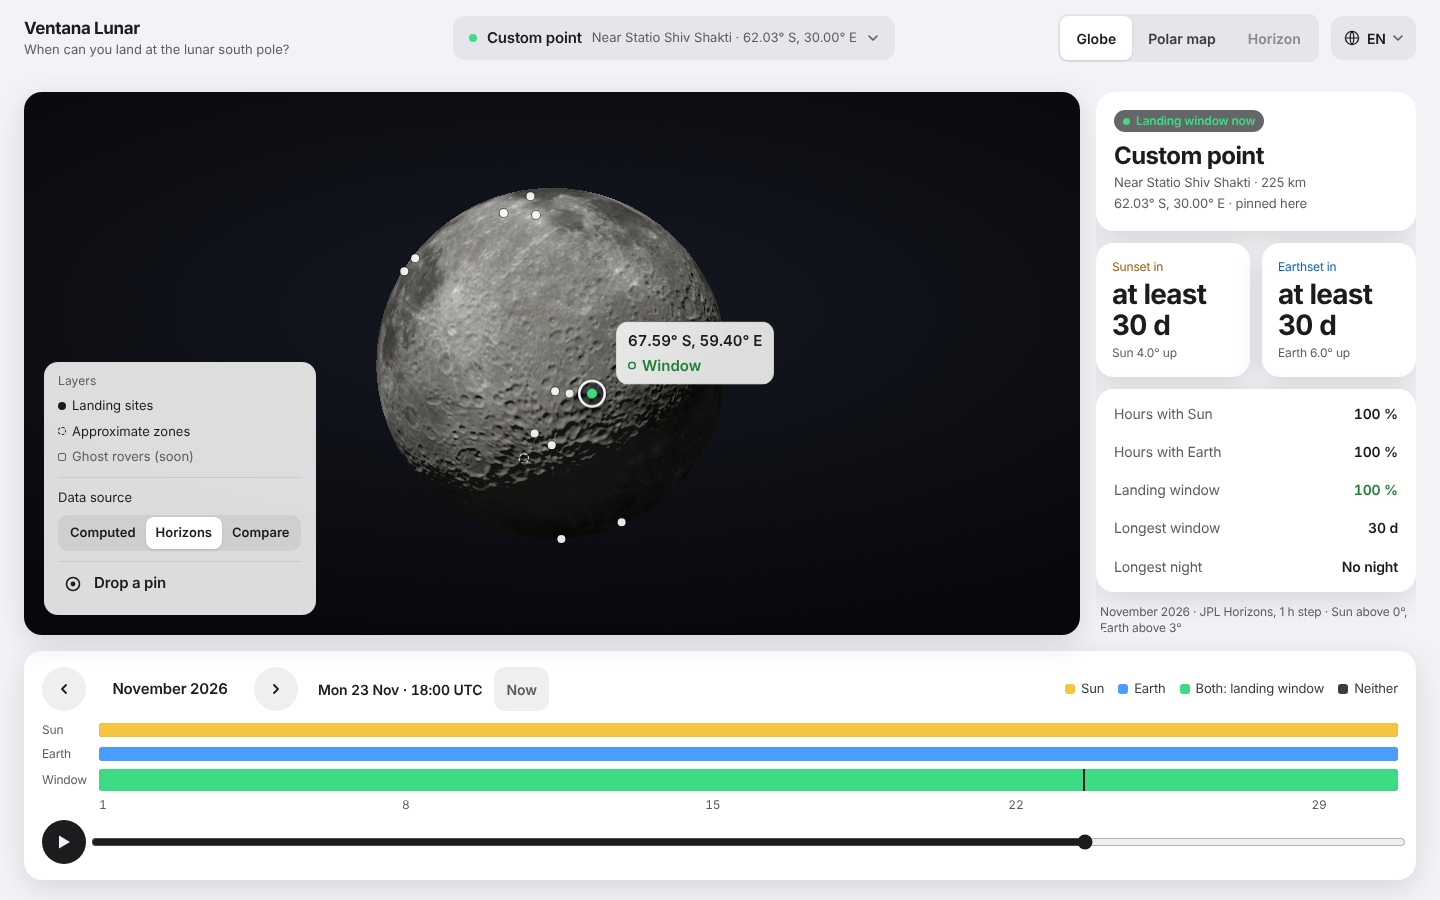 Ventana Lunar
When can you land at the lunar south pole?
Custom point Near Statio Shiv Shakti · 62.03° S, 30.00° E
Globe Polar map Horizon
EN
67.59° S, 59.40° E
Window
Layers
Landing sites
Approximate zones
Ghost rovers (soon)
Data source
Computed Horizons Compare
Drop a pin
Landing window now
Custom point
Near Statio Shiv Shakti · 225 km
62.03° S, 30.00° E · pinned here
Sunset in
at least
30 d
Sun 4.0° up
Earthset in
at least
30 d
Earth 6.0° up
Hours with Sun 100 %
Hours with Earth 100 %
Landing window 100 %
Longest window 30 d
Longest night No night
November 2026 · JPL Horizons, 1 h step · Sun above 0°,
Earth above 3°
November 2026
Mon 23 Nov · 18:00 UTC
Now
Sun Earth Both: landing window Neither
Sun
Earth
Window
1 8 15 22 29